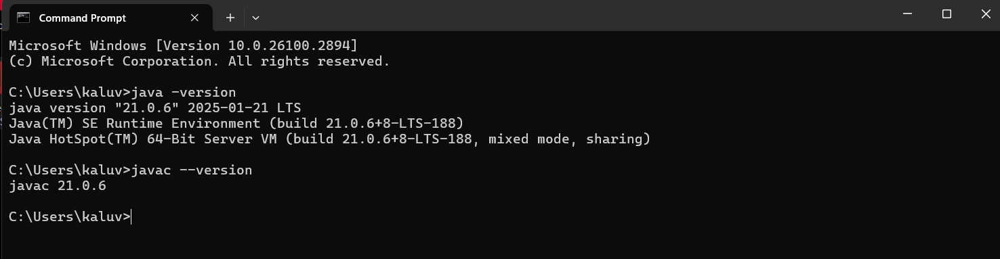 Command Prompt
Microsoft Windows [Version 10.0.26100.2894]
(c) Microsoft Corporation. All rights reserved.
C:\Users\kaluv>java -version
java version "21.0.6" 2025-01-21 LTS
Java(TM) SE Runtime Environment (build 21.0.6+8-LTS-188)
Java HotSpot(TM) 64-Bit Server VM (build 21.0.6+8-LTS-188, mixed mode, sharing)
C:\Users\kaluv>javac --version
javac 21.0.6
C:\Users\kaluv>